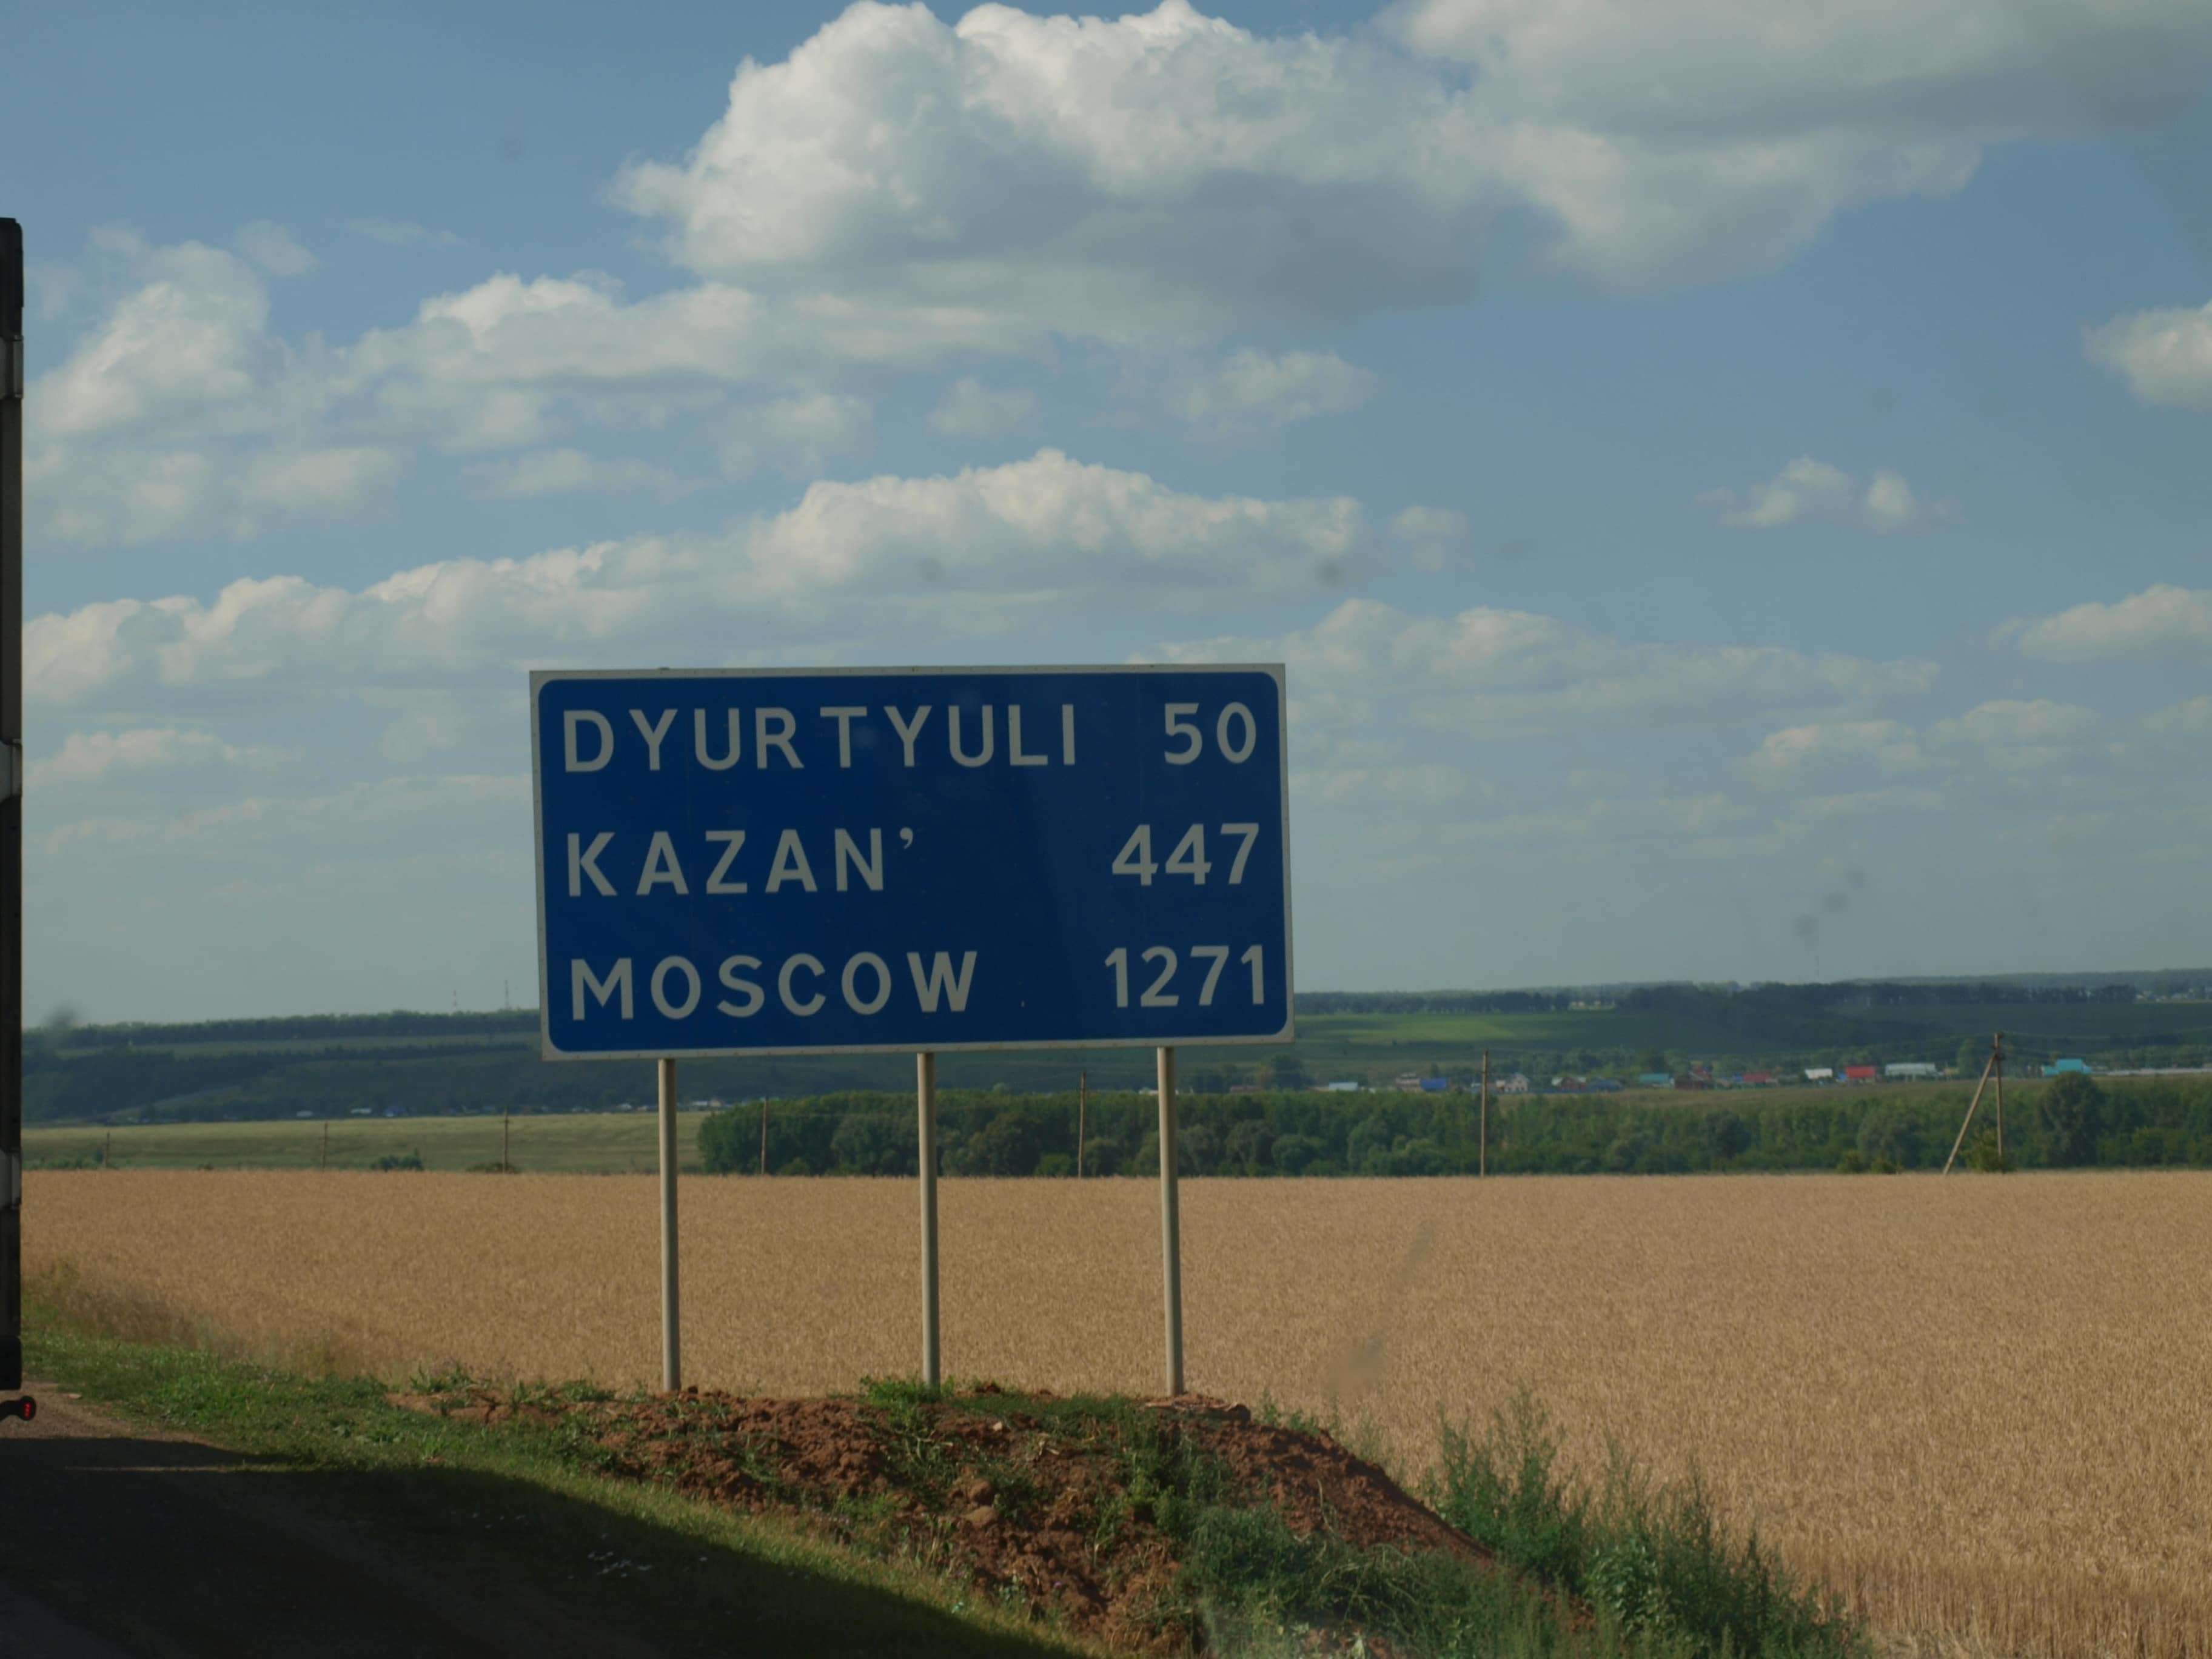 DYURTYULI 50
KAZAN’ 447
MOSCOW 1271